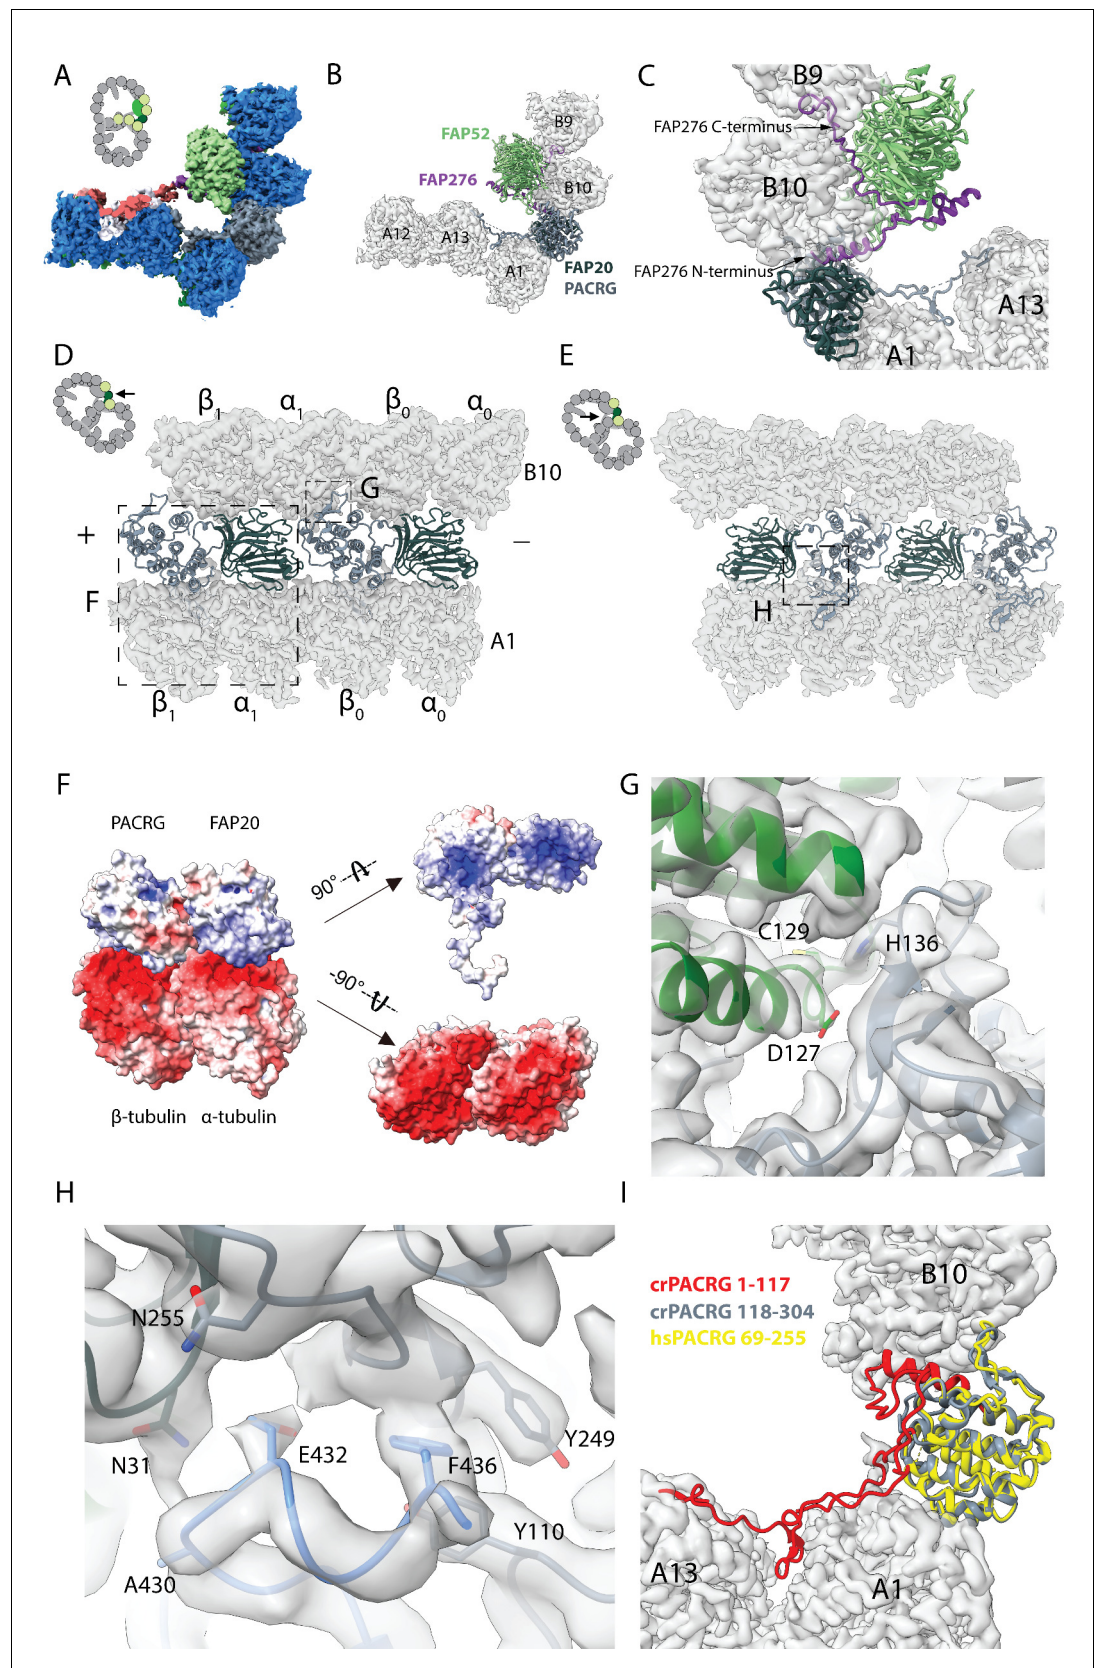 A
B
B9
FAP52
FAP276
B10
A12
A13
A1
FAP20
PACRG
C
B9
FAP276 C-terminus
B10
FAP276 N-terminus
A13
A1
D
β1 α1 β0 α0
B10
G
+
–
F
A1
β1 α1 β0 α0
E
H
F
PACRG FAP20
90°
-90°
β-tubulin α-tubulin
G
C129
H136
D127
H
N255
N31
E432
F436
Y249
Y110
A430
I
crPACRG 1-117
crPACRG 118-304
hsPACRG 69-255
B10
A13
A1